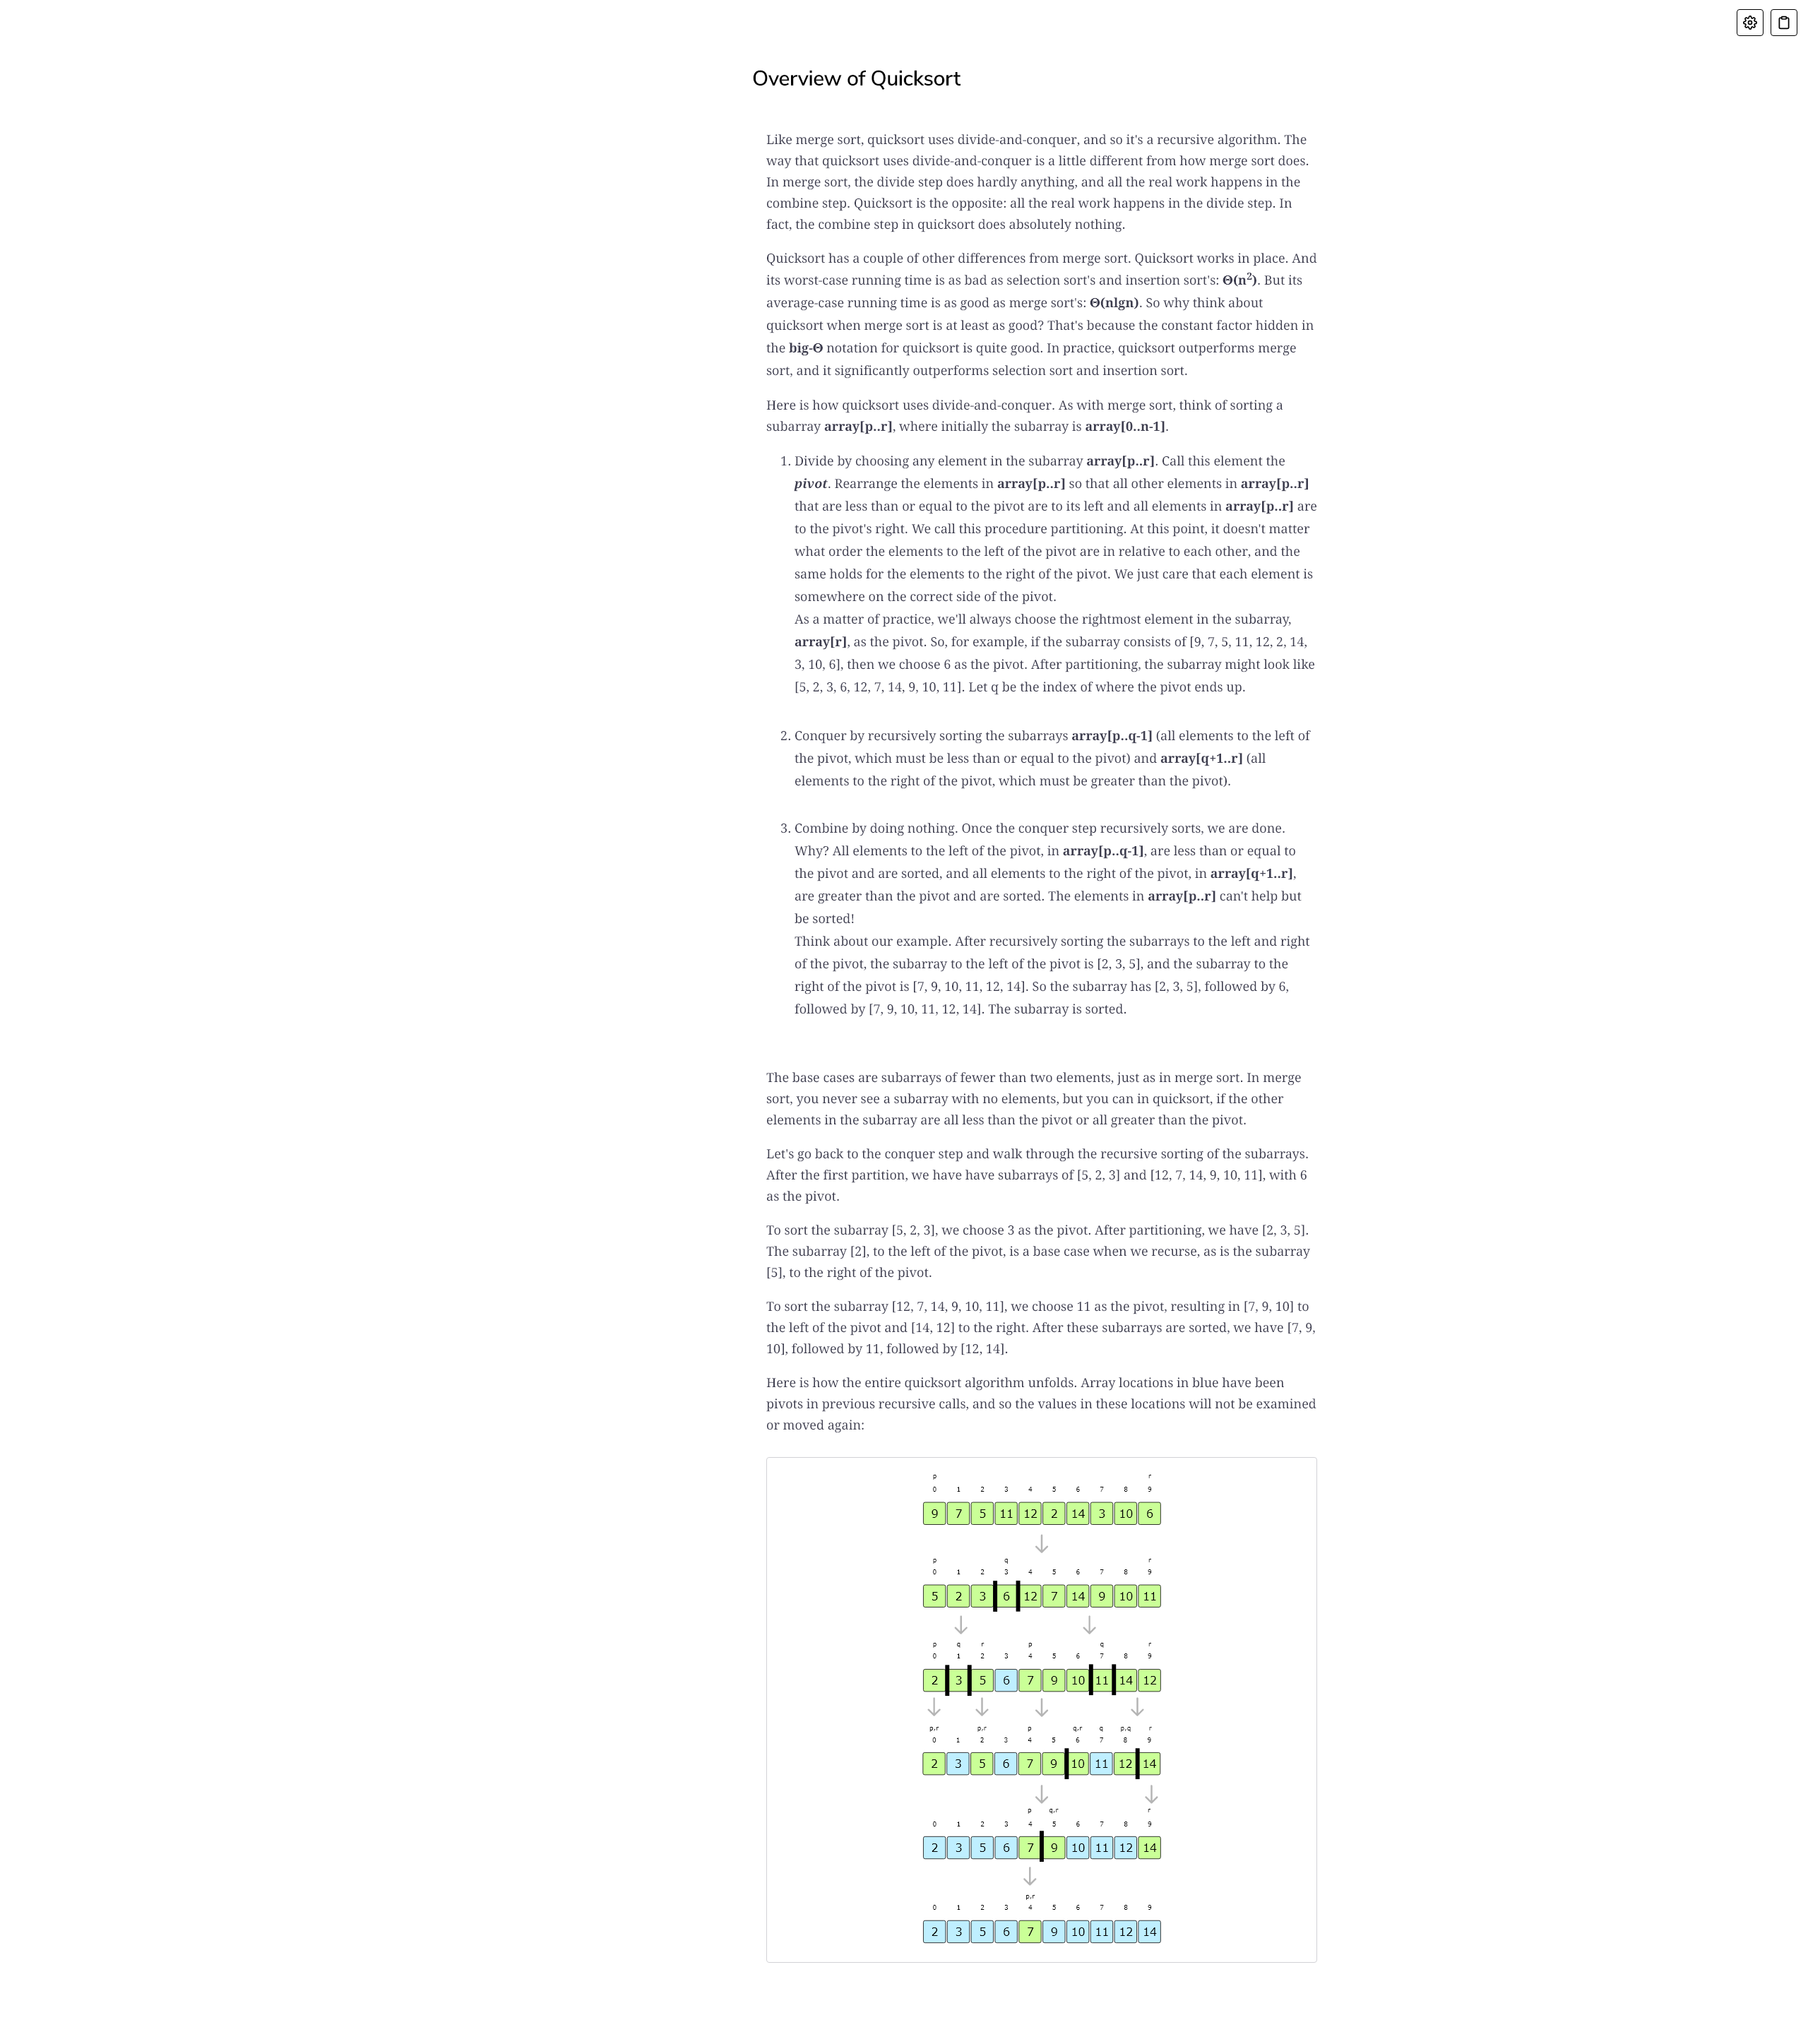 Overview of Quicksort
Like merge sort, quicksort uses divide-and-conquer, and so it's a recursive algorithm. The
way that quicksort uses divide-and-conquer is a little different from how merge sort does.
In merge sort, the divide step does hardly anything, and all the real work happens in the
combine step. Quicksort is the opposite: all the real work happens in the divide step. In
fact, the combine step in quicksort does absolutely nothing.
Quicksort has a couple of other differences from merge sort. Quicksort works in place. And
its worst-case running time is as bad as selection sort's and insertion sort's: Θ(n²). But its
average-case running time is as good as merge sort's: Θ(nlgn). So why think about
quicksort when merge sort is at least as good? That's because the constant factor hidden in
the big-Θ notation for quicksort is quite good. In practice, quicksort outperforms merge
sort, and it significantly outperforms selection sort and insertion sort.
Here is how quicksort uses divide-and-conquer. As with merge sort, think of sorting a
subarray array[p..r], where initially the subarray is array[0..n-1].
1. Divide by choosing any element in the subarray array[p..r]. Call this element the
pivot. Rearrange the elements in array[p..r] so that all other elements in array[p..r]
that are less than or equal to the pivot are to its left and all elements in array[p..r] are
to the pivot's right. We call this procedure partitioning. At this point, it doesn't matter
what order the elements to the left of the pivot are in relative to each other, and the
same holds for the elements to the right of the pivot. We just care that each element is
somewhere on the correct side of the pivot.
As a matter of practice, we'll always choose the rightmost element in the subarray,
array[r], as the pivot. So, for example, if the subarray consists of [9, 7, 5, 11, 12, 2, 14,
3, 10, 6], then we choose 6 as the pivot. After partitioning, the subarray might look like
[5, 2, 3, 6, 12, 7, 14, 9, 10, 11]. Let q be the index of where the pivot ends up.
2. Conquer by recursively sorting the subarrays array[p..q-1] (all elements to the left of
the pivot, which must be less than or equal to the pivot) and array[q+1..r] (all
elements to the right of the pivot, which must be greater than the pivot).
3. Combine by doing nothing. Once the conquer step recursively sorts, we are done.
Why? All elements to the left of the pivot, in array[p..q-1], are less than or equal to
the pivot and are sorted, and all elements to the right of the pivot, in array[q+1..r],
are greater than the pivot and are sorted. The elements in array[p..r] can't help but
be sorted!
Think about our example. After recursively sorting the subarrays to the left and right
of the pivot, the subarray to the left of the pivot is [2, 3, 5], and the subarray to the
right of the pivot is [7, 9, 10, 11, 12, 14]. So the subarray has [2, 3, 5], followed by 6,
followed by [7, 9, 10, 11, 12, 14]. The subarray is sorted.
The base cases are subarrays of fewer than two elements, just as in merge sort. In merge
sort, you never see a subarray with no elements, but you can in quicksort, if the other
elements in the subarray are all less than the pivot or all greater than the pivot.
Let's go back to the conquer step and walk through the recursive sorting of the subarrays.
After the first partition, we have have subarrays of [5, 2, 3] and [12, 7, 14, 9, 10, 11], with 6
as the pivot.
To sort the subarray [5, 2, 3], we choose 3 as the pivot. After partitioning, we have [2, 3, 5].
The subarray [2], to the left of the pivot, is a base case when we recurse, as is the subarray
[5], to the right of the pivot.
To sort the subarray [12, 7, 14, 9, 10, 11], we choose 11 as the pivot, resulting in [7, 9, 10] to
the left of the pivot and [14, 12] to the right. After these subarrays are sorted, we have [7, 9,
10], followed by 11, followed by [12, 14].
Here is how the entire quicksort algorithm unfolds. Array locations in blue have been
pivots in previous recursive calls, and so the values in these locations will not be examined
or moved again:
p r
0 1 2 3 4 5 6 7 8 9
9 7 5 11 12 2 14 3 10 6
p q r
0 1 2 3 4 5 6 7 8 9
5 2 3 6 12 7 14 9 10 11
p q r p q r
0 1 2 3 4 5 6 7 8 9
2 3 5 6 7 9 10 11 14 12
p,r p,r p q,r q p,q r
0 1 2 3 4 5 6 7 8 9
2 3 5 6 7 9 10 11 12 14
p q,r r
0 1 2 3 4 5 6 7 8 9
2 3 5 6 7 9 10 11 12 14
p,r
0 1 2 3 4 5 6 7 8 9
2 3 5 6 7 9 10 11 12 14